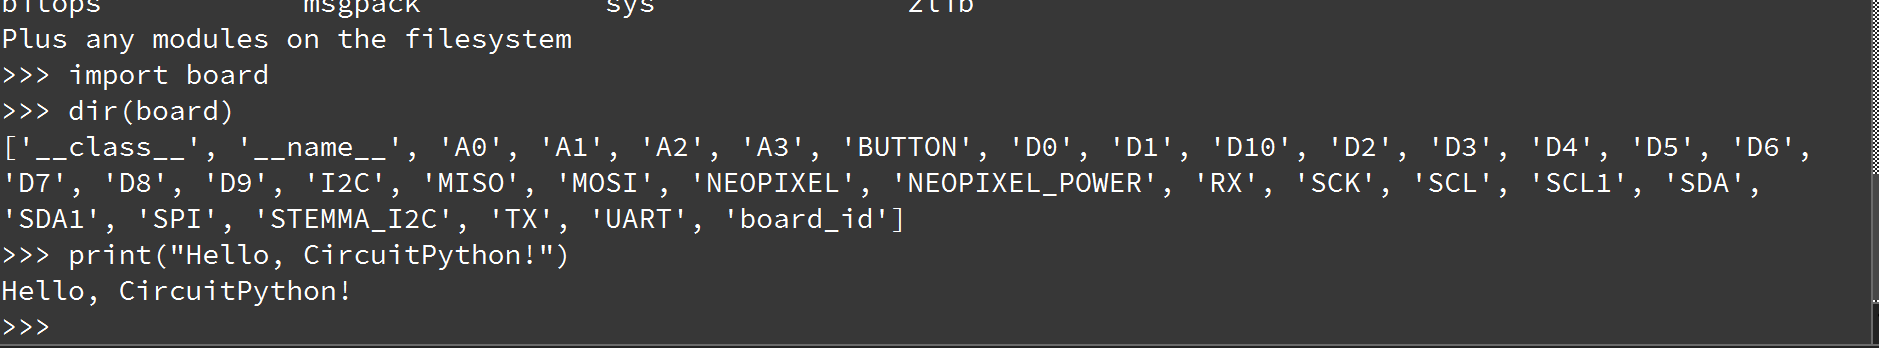 bitops            msgpack           sys               zlib
Plus any modules on the filesystem
>>> import board
>>> dir(board)
['__class__', '__name__', 'A0', 'A1', 'A2', 'A3', 'BUTTON', 'D0', 'D1', 'D10', 'D2', 'D3', 'D4', 'D5', 'D6',
'D7', 'D8', 'D9', 'I2C', 'MISO', 'MOSI', 'NEOPIXEL', 'NEOPIXEL_POWER', 'RX', 'SCK', 'SCL', 'SCL1', 'SDA',
'SDA1', 'SPI', 'STEMMA_I2C', 'TX', 'UART', 'board_id']
>>> print("Hello, CircuitPython!")
Hello, CircuitPython!
>>>